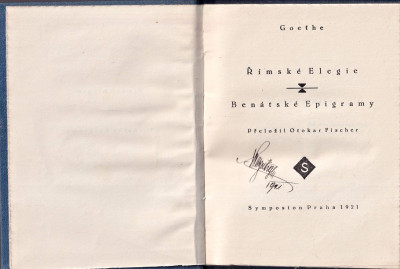 Goethe
Římské Elegie
Benátské Epigramy
Přeložil Otokar Fischer
S
Symposion Praha 1921